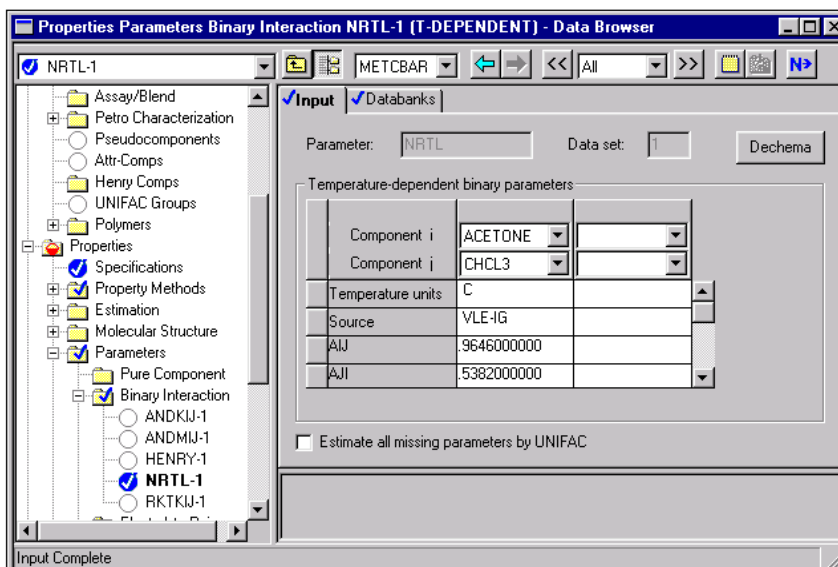 Properties Parameters Binary Interaction NRTL-1 (T-DEPENDENT) - Data Browser
NRTL-1
METCBAR
<<
All
>>
N>
Assay/Blend
Petro Characterization
Pseudocomponents
Attr-Comps
Henry Comps
UNIFAC Groups
Polymers
Properties
Specifications
Property Methods
Estimation
Molecular Structure
Parameters
Pure Component
Binary Interaction
ANDKIJ-1
ANDMIJ-1
HENRY-1
NRTL-1
RKTKIJ-1
Input
Databanks
Parameter: NRTL Data set: 1 Dechema
Temperature-dependent binary parameters
Component i ACETONE
Component j CHCL3
Temperature units C
Source VLE-IG
AIJ .9646000000
AJI .5382000000
Estimate all missing parameters by UNIFAC
Input Complete